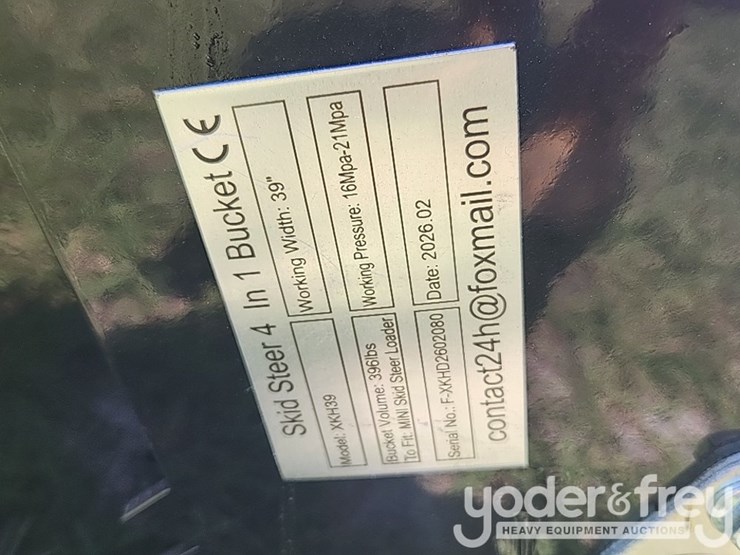 Skid Steer 4 In 1 Bucket CE
Model: XKH39
Working Width: 39"
Bucket Volume: 396lbs
To Fit: MINI Skid Steer Loader
Working Pressure: 16Mpa-21Mpa
Serial No.: F-XKHD2602080
Date: 2026.02
contact24h@foxmail.com
yoder&frey
HEAVY EQUIPMENT AUCTIONS